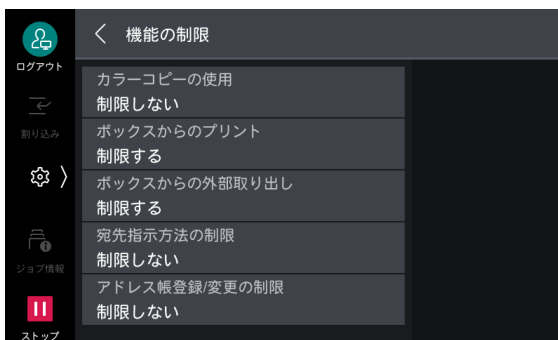 機能の制限
ログアウト
割り込み
ジョブ情報
ストップ
カラーコピーの使用
制限しない
ボックスからのプリント
制限する
ボックスからの外部取り出し
制限する
宛先指示方法の制限
制限しない
アドレス帳登録/変更の制限
制限しない